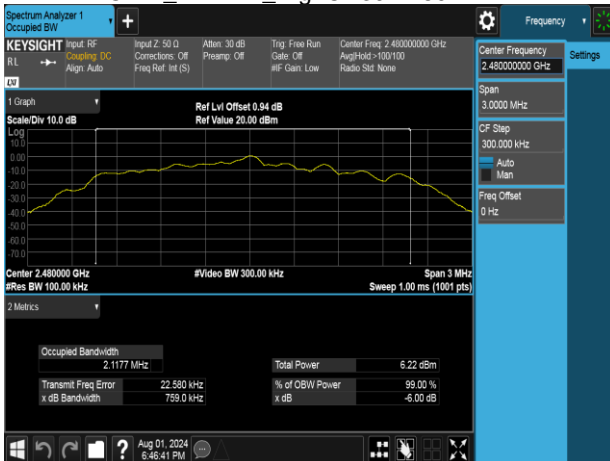 Spectrum Analyzer 1
Occupied BW
+
Frequency
KEYSIGHT
R L
LXI
Input: RF
Coupling: DC
Align: Auto
Input Z: 50 Ω
Corrections: Off
Freq Ref: Int (S)
Atten: 30 dB
Preamp: Off
Trig: Free Run
Gate: Off
#IF Gain: Low
Center Freq: 2.480000000 GHz
Avg|Hold:>100/100
Radio Std: None
Center Frequency
2.480000000 GHz
Settings
Span
3.0000 MHz
CF Step
300.000 kHz
Auto
Man
Freq Offset
0 Hz
1 Graph
Scale/Div 10.0 dB
Ref Lvl Offset 0.94 dB
Ref Value 20.00 dBm
Log
10.0
0.00
-10.0
-20.0
-30.0
-40.0
-50.0
-60.0
-70.0
Center 2.480000 GHz
#Res BW 100.00 kHz
#Video BW 300.00 kHz
Span 3 MHz
Sweep 1.00 ms (1001 pts)
2 Metrics
Occupied Bandwidth
2.1177 MHz
Total Power 6.22 dBm
Transmit Freq Error 22.580 kHz
% of OBW Power 99.00 %
x dB Bandwidth 759.0 kHz
x dB -6.00 dB
?
Aug 01, 2024
6:46:41 PM